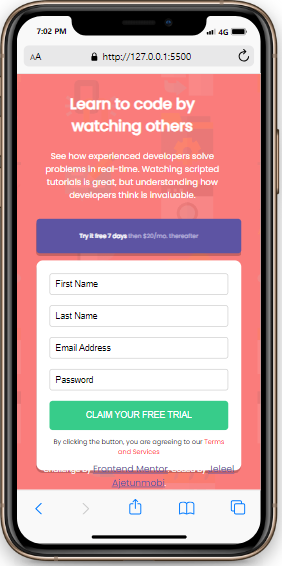 7:02 PM
4G
AA
http://127.0.0.1:5500
Learn to code by
watching others
See how experienced developers solve
problems in real-time. Watching scripted
tutorials is great, but understanding how
developers think is invaluable.
Try it free 7 days then $20/mo. thereafter
First Name
Last Name
Email Address
Password
CLAIM YOUR FREE TRIAL
By clicking the button, you are agreeing to our Terms
and Services
Challenge by Frontend Mentor. Coded by Jeleel
Ajetunmobi.